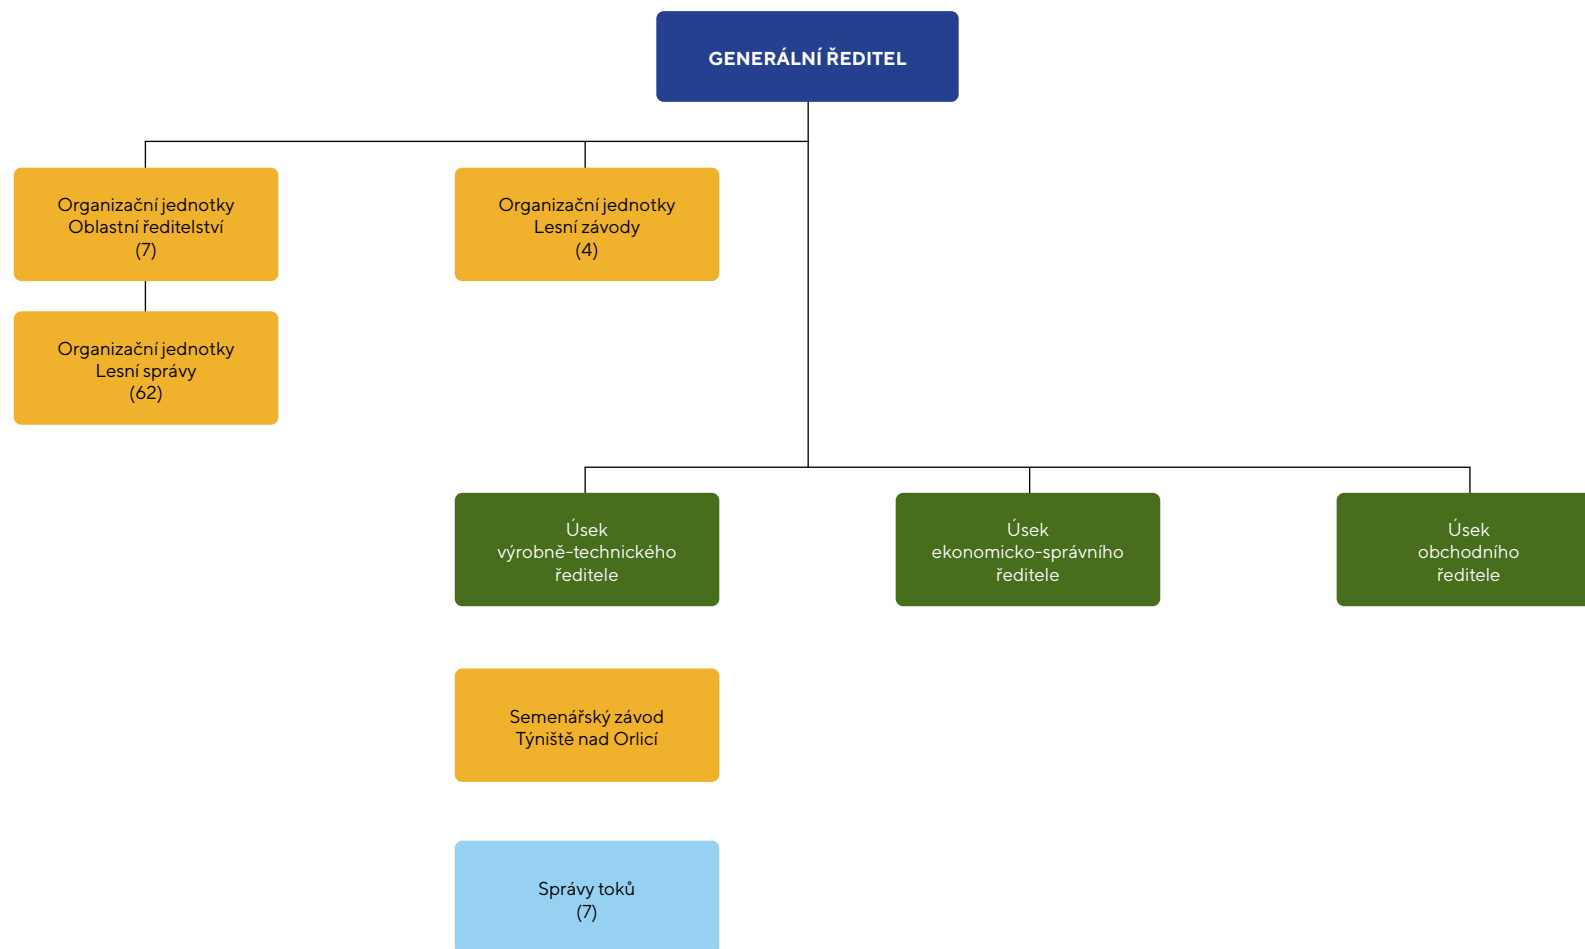 GENERÁLNÍ ŘEDITEL
Organizační jednotky
Oblastní ředitelství
(7)
Organizační jednotky
Lesní závody
(4)
Organizační jednotky
Lesní správy
(62)
Úsek
výrobně-technického
ředitele
Úsek
ekonomicko-správního
ředitele
Úsek
obchodního
ředitele
Semenářský závod
Týniště nad Orlicí
Správy toků
(7)